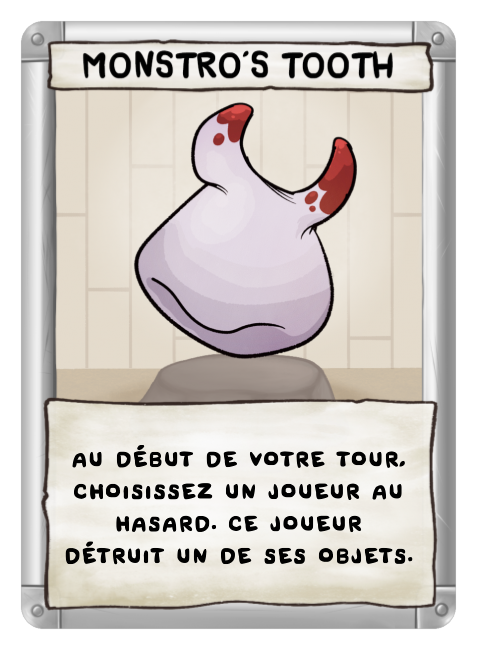 MONSTRO'S TOOTH
AU DÉBUT DE VOTRE TOUR,
CHOISISSEZ UN JOUEUR AU
HASARD. CE JOUEUR
DÉTRUIT UN DE SES OBJETS.